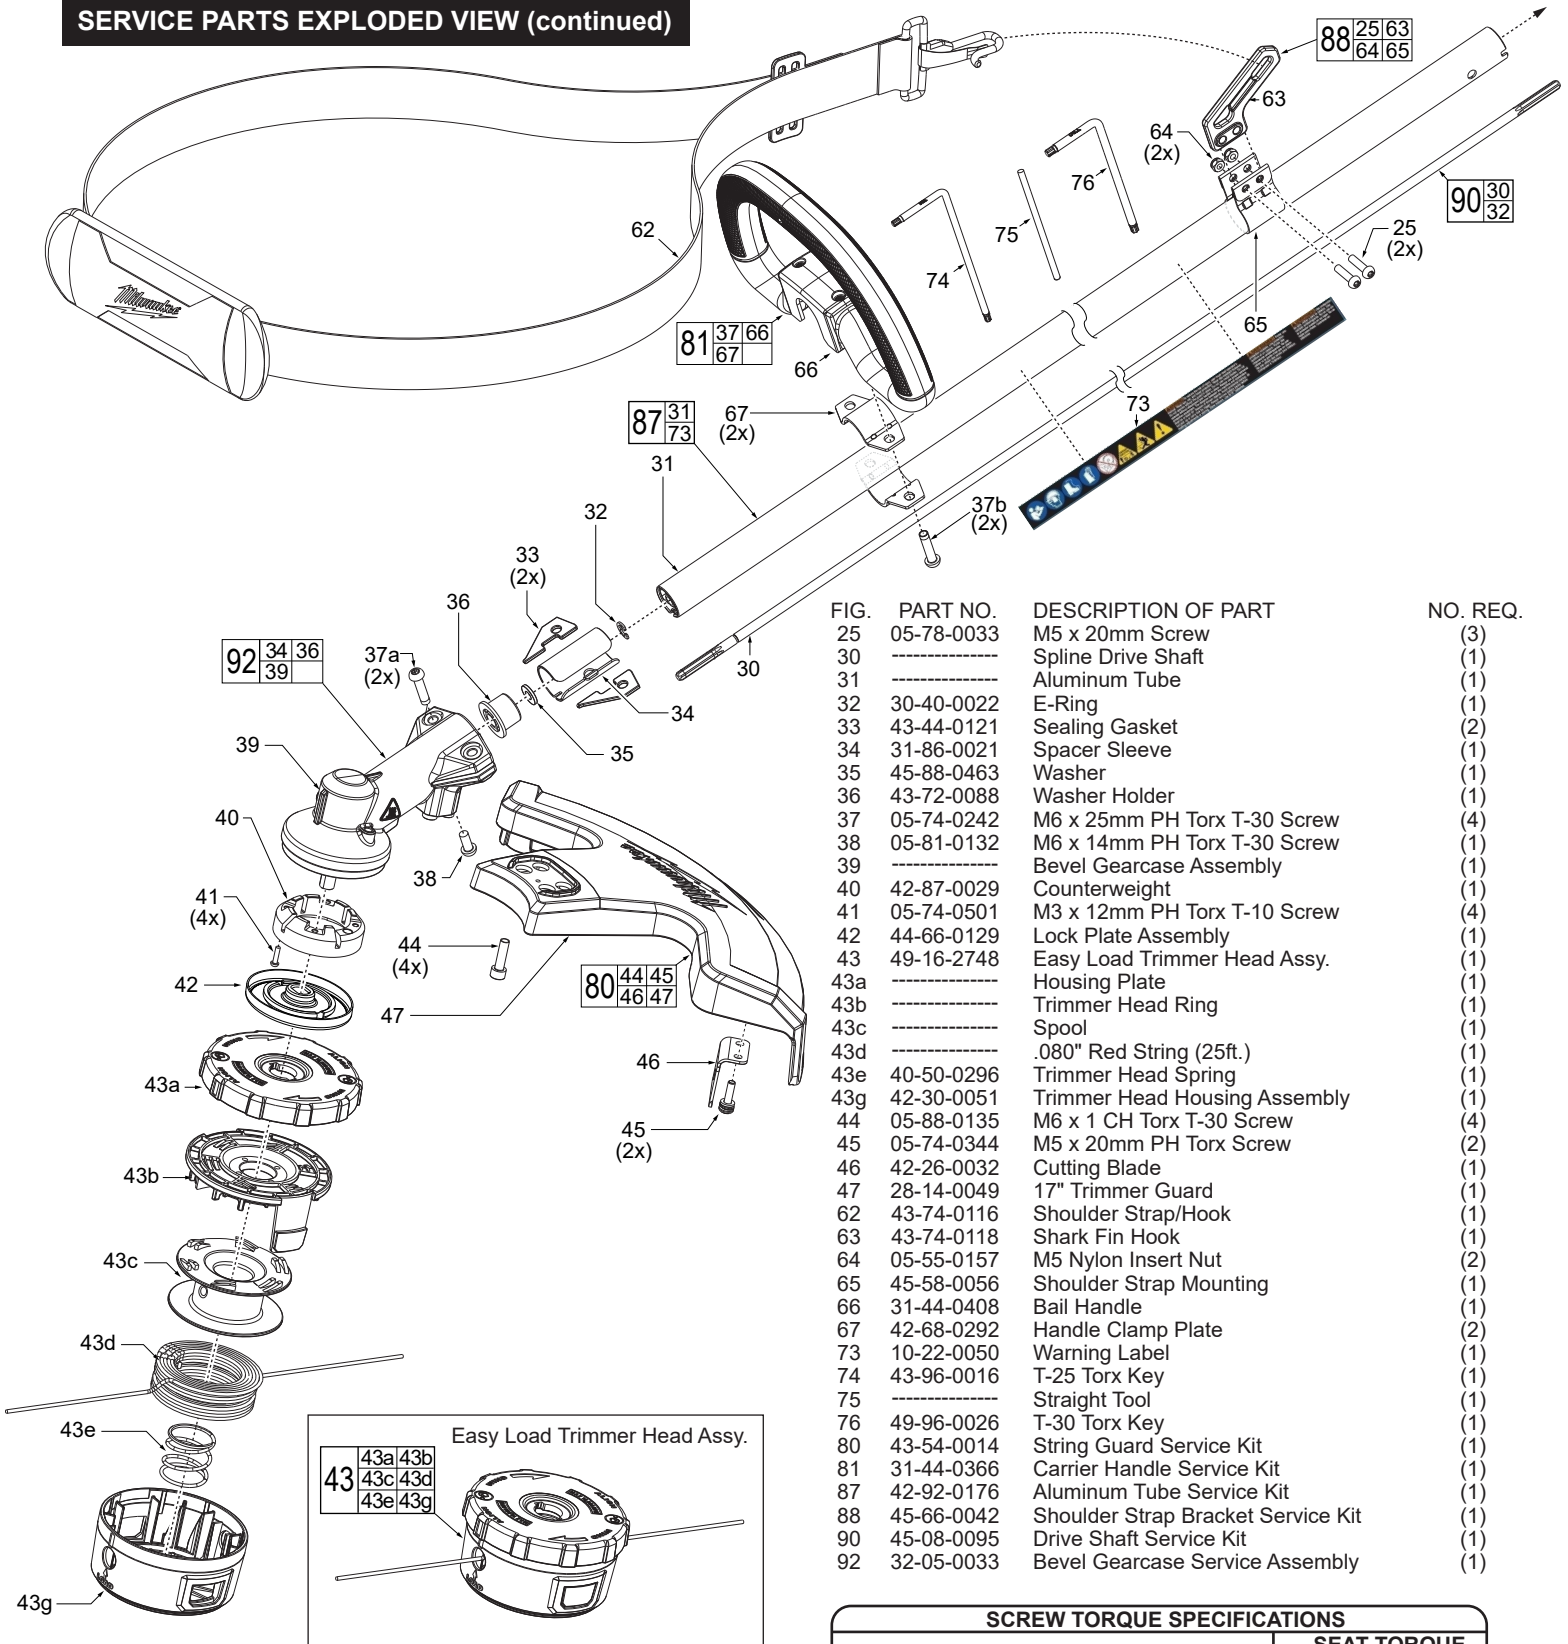 SERVICE PARTS EXPLODED VIEW (continued)
88 25 63
64 65
63
64
(2x)
76
75
74
62
90 30
32
25
(2x)
65
Milwaukee
81 37 66
67
66
73
87 31
73
67
(2x)
31
37b
(2x)
32
33
(2x)
36
30
92 34 36
39
37a
(2x)
34
35
39
40
38
Milwaukee
41
(4x)
44
(4x)
42
80 44 45
46 47
47
46
43a
45
(2x)
43b
43c
43d
43e
43g
Easy Load Trimmer Head Assy.
43 43a 43b
43c 43d
43e 43g
FIG. PART NO. DESCRIPTION OF PART NO. REQ.
25 05-78-0033 M5 x 20mm Screw (3)
30 --------------- Spline Drive Shaft (1)
31 --------------- Aluminum Tube (1)
32 30-40-0022 E-Ring (1)
33 43-44-0121 Sealing Gasket (2)
34 31-86-0021 Spacer Sleeve (1)
35 45-88-0463 Washer (1)
36 43-72-0088 Washer Holder (1)
37 05-74-0242 M6 x 25mm PH Torx T-30 Screw (4)
38 05-81-0132 M6 x 14mm PH Torx T-30 Screw (1)
39 --------------- Bevel Gearcase Assembly (1)
40 42-87-0029 Counterweight (1)
41 05-74-0501 M3 x 12mm PH Torx T-10 Screw (4)
42 44-66-0129 Lock Plate Assembly (1)
43 49-16-2748 Easy Load Trimmer Head Assy. (1)
43a --------------- Housing Plate (1)
43b --------------- Trimmer Head Ring (1)
43c --------------- Spool (1)
43d --------------- .080" Red String (25ft.) (1)
43e 40-50-0296 Trimmer Head Spring (1)
43g 42-30-0051 Trimmer Head Housing Assembly (1)
44 05-88-0135 M6 x 1 CH Torx T-30 Screw (4)
45 05-74-0344 M5 x 20mm PH Torx Screw (2)
46 42-26-0032 Cutting Blade (1)
47 28-14-0049 17" Trimmer Guard (1)
62 43-74-0116 Shoulder Strap/Hook (1)
63 43-74-0118 Shark Fin Hook (1)
64 05-55-0157 M5 Nylon Insert Nut (2)
65 45-58-0056 Shoulder Strap Mounting (1)
66 31-44-0408 Bail Handle (1)
67 42-68-0292 Handle Clamp Plate (2)
73 10-22-0050 Warning Label (1)
74 43-96-0016 T-25 Torx Key (1)
75 --------------- Straight Tool (1)
76 49-96-0026 T-30 Torx Key (1)
80 43-54-0014 String Guard Service Kit (1)
81 31-44-0366 Carrier Handle Service Kit (1)
87 42-92-0176 Aluminum Tube Service Kit (1)
88 45-66-0042 Shoulder Strap Bracket Service Kit (1)
90 45-08-0095 Drive Shaft Service Kit (1)
92 32-05-0033 Bevel Gearcase Service Assembly (1)
SCREW TORQUE SPECIFICATIONS
SEAT TORQUE